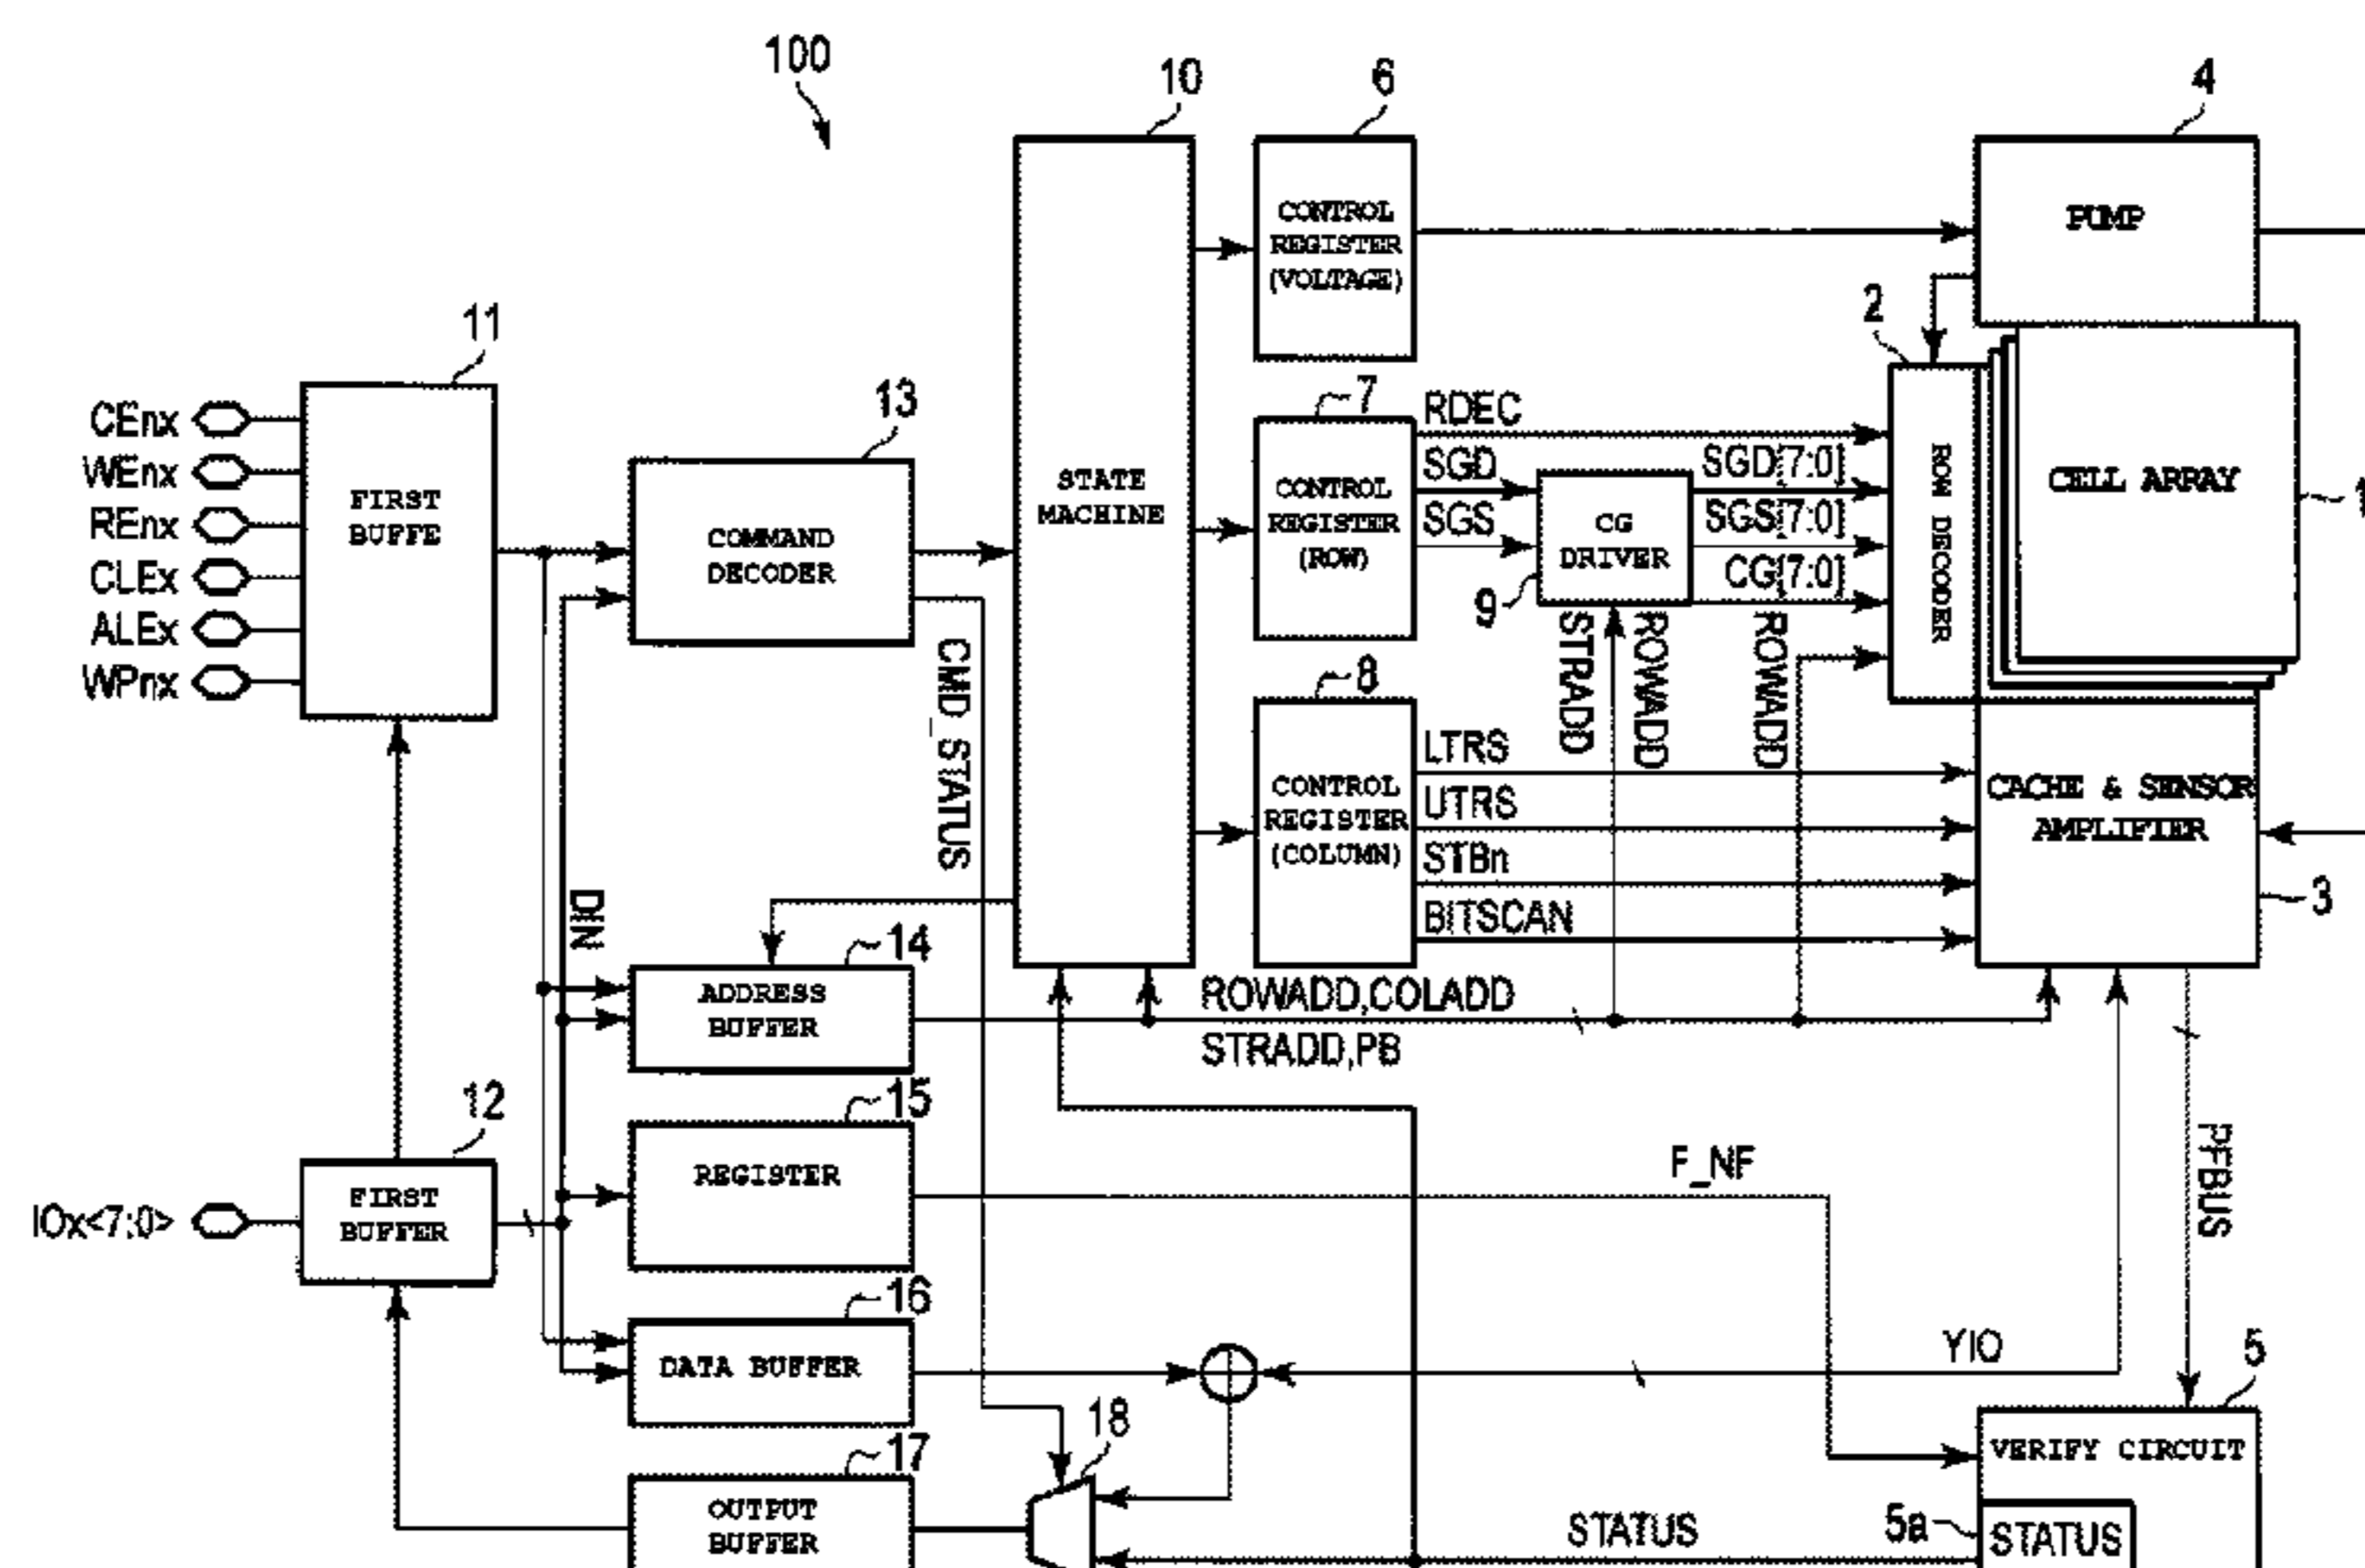 100
10
6
4
CONTROL
REGISTER
(VOLTAGE)
PUMP
2
11
CEnx
WEnx
REnx
CLEx
ALEx
WPnx
FIRST
BUFFE
13
COMMAND
DECODER
STATE
MACHINE
7
CONTROL
REGISTER
(ROW)
RDEC
SGD
SGS
CG
DRIVER
9
SGD[7:0]
SGS[7:0]
CG[7:0]
ROW DECODER
CELL ARRAY
1
CMD_STATUS
STRADD
ROWADD
ROWADD
8
CONTROL
REGISTER
(COLUMN)
LTRS
UTRS
STBn
BITSCAN
CACHE & SENSOR
AMPLIFIER
3
DIN
14
ADDRESS
BUFFER
ROWADD,COLADD
STRADD,PB
12
IOx<7:0>
FIRST
BUFFER
15
REGISTER
F_NF
PFBUS
16
DATA BUFFER
YIO
5
VERIFY CIRCUIT
18
17
OUTPUT
BUFFER
STATUS
5a
STATUS